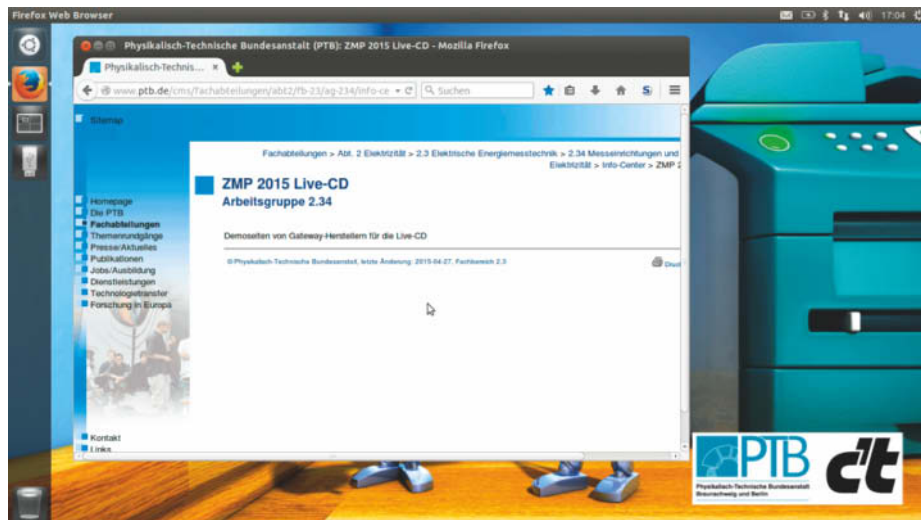 Firefox Web Browser
17:04
Physikalisch-Technische Bundesanstalt (PTB): ZMP 2015 Live-CD - Mozilla Firefox
Physikalisch-Technis...
www.ptb.de/cms/fachabteilungen/abt2/fb-23/ag-234/info-ce
Suchen
Sitemap
Fachabteilungen > Abt. 2 Elektrizität > 2.3 Elektrische Energiemesstechnik > 2.34 Messeinrichtungen und
Elektrizität > Info-Center > ZMP 2
ZMP 2015 Live-CD
Arbeitsgruppe 2.34
Homepage
Die PTB
Fachabteilungen
Themenrundgänge
Presse/Aktuelles
Publikationen
Jobs/Ausbildung
Dienstleistungen
Technologietransfer
Forschung in Europa
Demoseiten von Gateway-Herstellern für die Live-CD
© Physikalisch-Technische Bundesanstalt, letzte Änderung: 2015-04-27, Fachbereich 2.3
Druc
Kontakt
Links
PTB
Physikalisch-Technische Bundesanstalt
Braunschweig und Berlin
c't